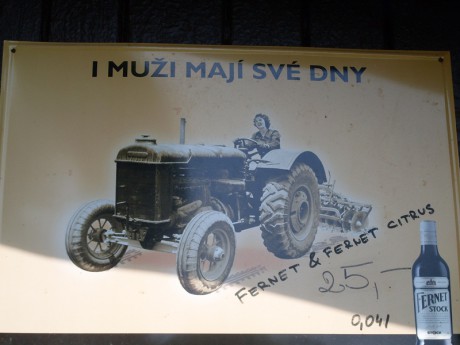 I MUŽI MAJÍ SVÉ DNY
FERNET & FERNET CITRUS
25,-
0,04l
FERNET
STOCK